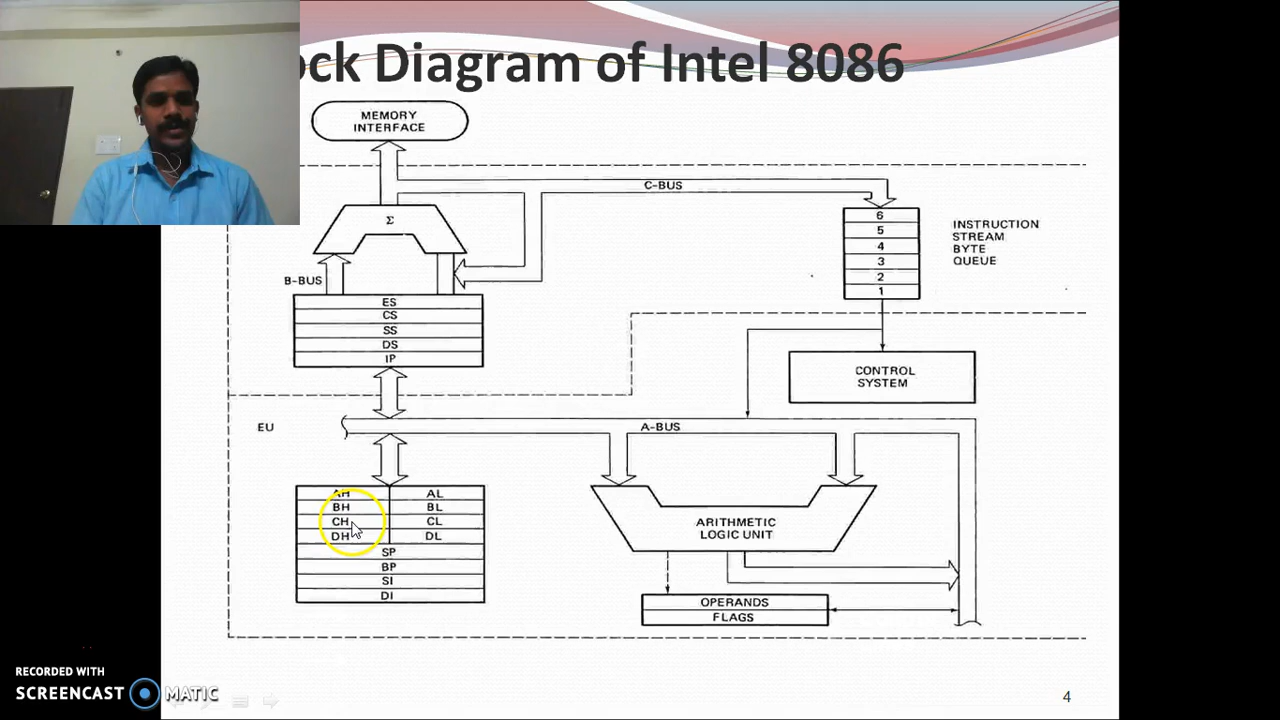 ock Diagram of Intel 8086
MEMORY
INTERFACE
C-BUS
Σ
6
5
4
3
2
1
INSTRUCTION
STREAM
BYTE
QUEUE
B-BUS
ES
CS
SS
DS
IP
CONTROL
SYSTEM
EU
A-BUS
AH AL
BH BL
CH CL
DH DL
SP
BP
SI
DI
ARITHMETIC
LOGIC UNIT
OPERANDS
FLAGS
RECORDED WITH
SCREENCAST MATIC
4